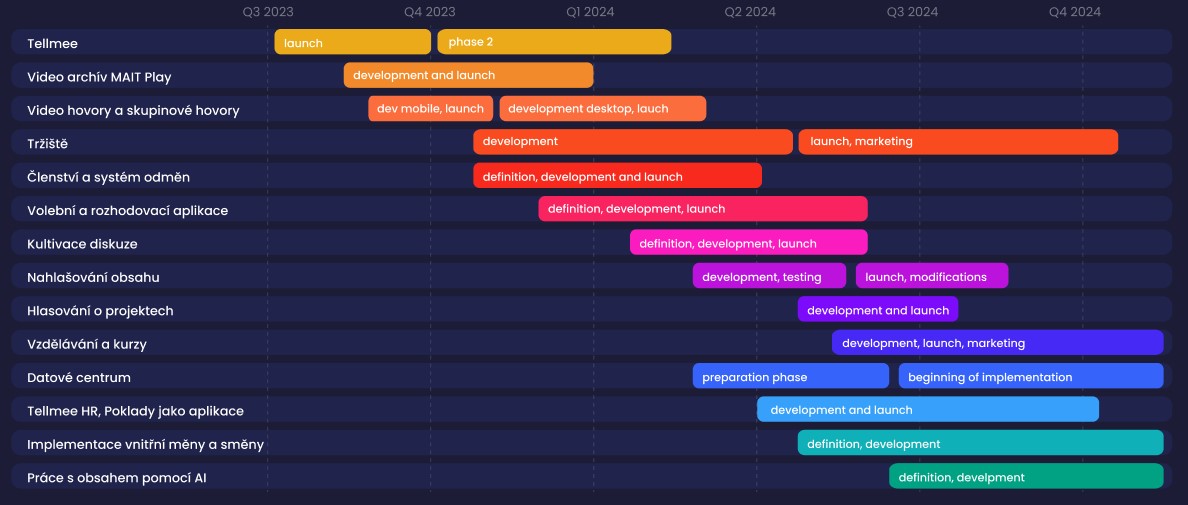 Q3 2023 Q4 2023 Q1 2024 Q2 2024 Q3 2024 Q4 2024
Tellmee launch phase 2
Video archív MAIT Play development and launch
Video hovory a skupinové hovory dev mobile, launch development desktop, lauch
Tržiště development launch, marketing
Členství a systém odměn definition, development and launch
Volební a rozhodovací aplikace definition, development, launch
Kultivace diskuze definition, development, launch
Nahlašování obsahu development, testing launch, modifications
Hlasování o projektech development and launch
Vzdělávání a kurzy development, launch, marketing
Datové centrum preparation phase beginning of implementation
Tellmee HR, Poklady jako aplikace development and launch
Implementace vnitřní měny a směny definition, development
Práce s obsahem pomocí AI definition, develpment